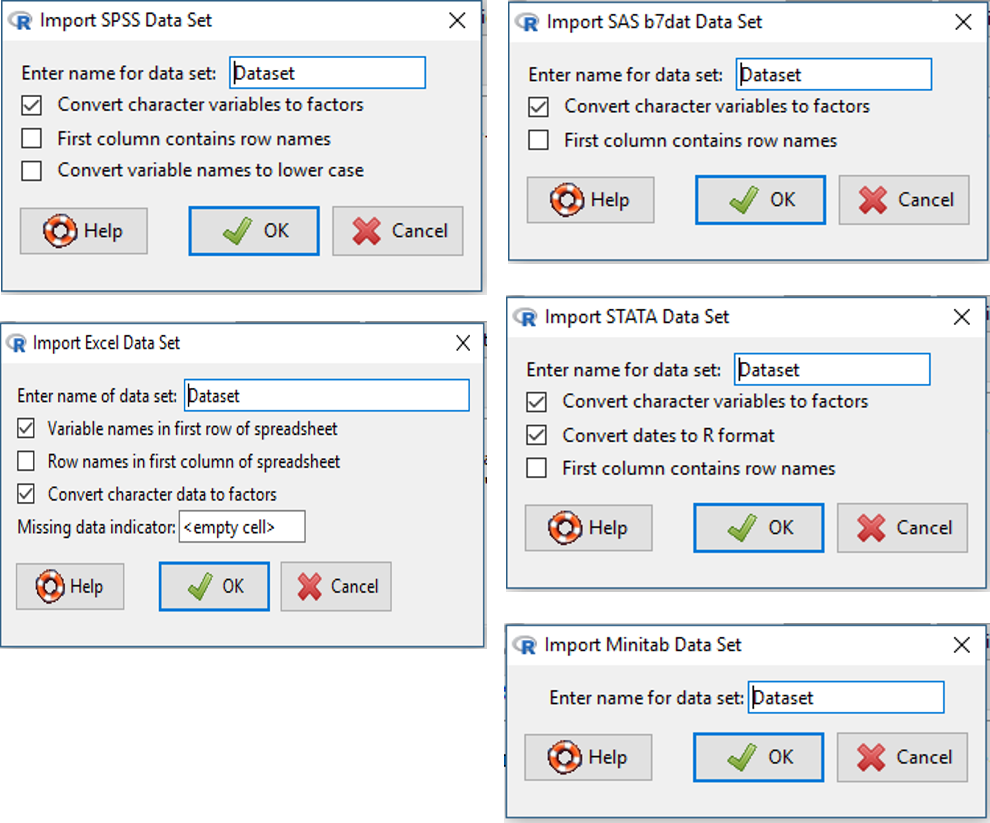 Import SPSS Data Set
Enter name for data set: Dataset
Convert character variables to factors
First column contains row names
Convert variable names to lower case
Help OK Cancel
Import Excel Data Set
Enter name of data set: Dataset
Variable names in first row of spreadsheet
Row names in first column of spreadsheet
Convert character data to factors
Missing data indicator: <empty cell>
Help OK Cancel
Import SAS b7dat Data Set
Enter name for data set: Dataset
Convert character variables to factors
First column contains row names
Help OK Cancel
Import STATA Data Set
Enter name for data set: Dataset
Convert character variables to factors
Convert dates to R format
First column contains row names
Help OK Cancel
Import Minitab Data Set
Enter name for data set: Dataset
Help OK Cancel